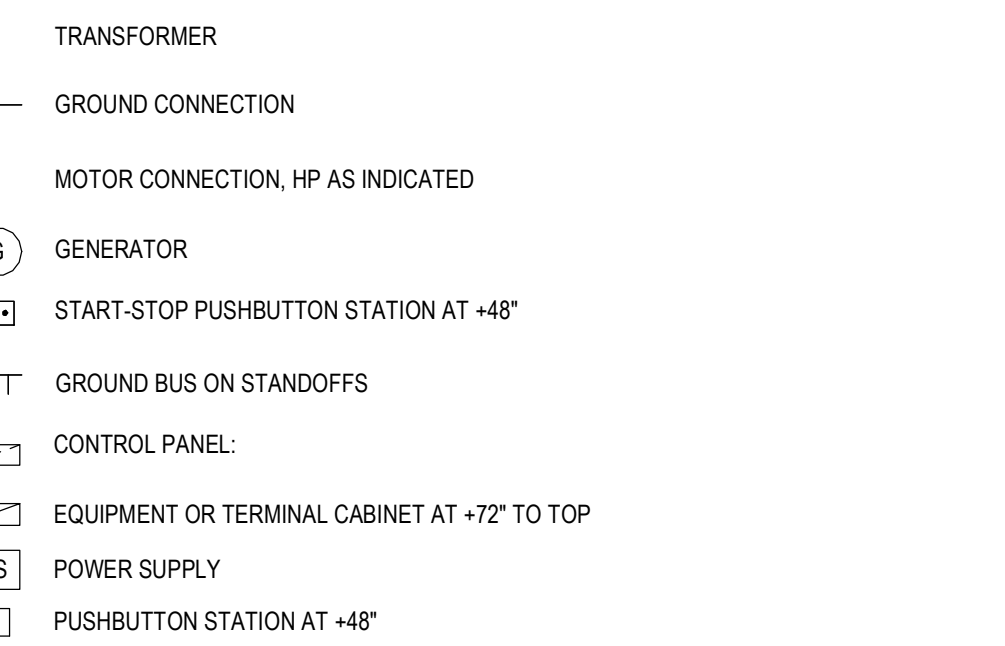 TRANSFORMER
GROUND CONNECTION
MOTOR CONNECTION, HP AS INDICATED
G GENERATOR
START-STOP PUSHBUTTON STATION AT +48"
GROUND BUS ON STANDOFFS
CONTROL PANEL:
EQUIPMENT OR TERMINAL CABINET AT +72" TO TOP
S POWER SUPPLY
PUSHBUTTON STATION AT +48"